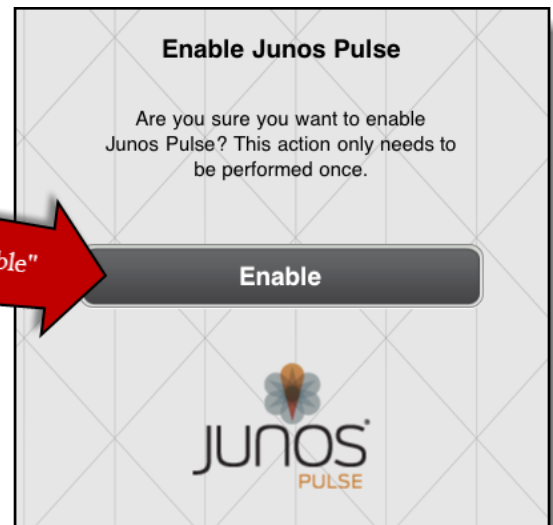 Enable Junos Pulse
Are you sure you want to enable
Junos Pulse? This action only needs to
be performed once.
ble"
Enable
JUNOS®
PULSE